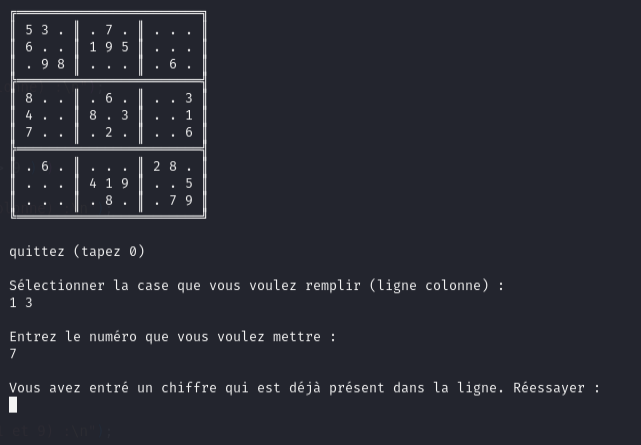 5 3 . ║ . 7 . ║ . . .
6 . . ║ 1 9 5 ║ . . .
. 9 8 ║ . . . ║ . 6 .
8 . . ║ . 6 . ║ . . 3
4 . . ║ 8 . 3 ║ . . 1
7 . . ║ . 2 . ║ . . 6
. 6 . ║ . . . ║ 2 8 .
. . . ║ 4 1 9 ║ . . 5
. . . ║ . 8 . ║ . 7 9
quittez (tapez 0)
Sélectionner la case que vous voulez remplir (ligne colonne) :
1 3
Entrez le numéro que vous voulez mettre :
7
Vous avez entré un chiffre qui est déjà présent dans la ligne. Réessayer :